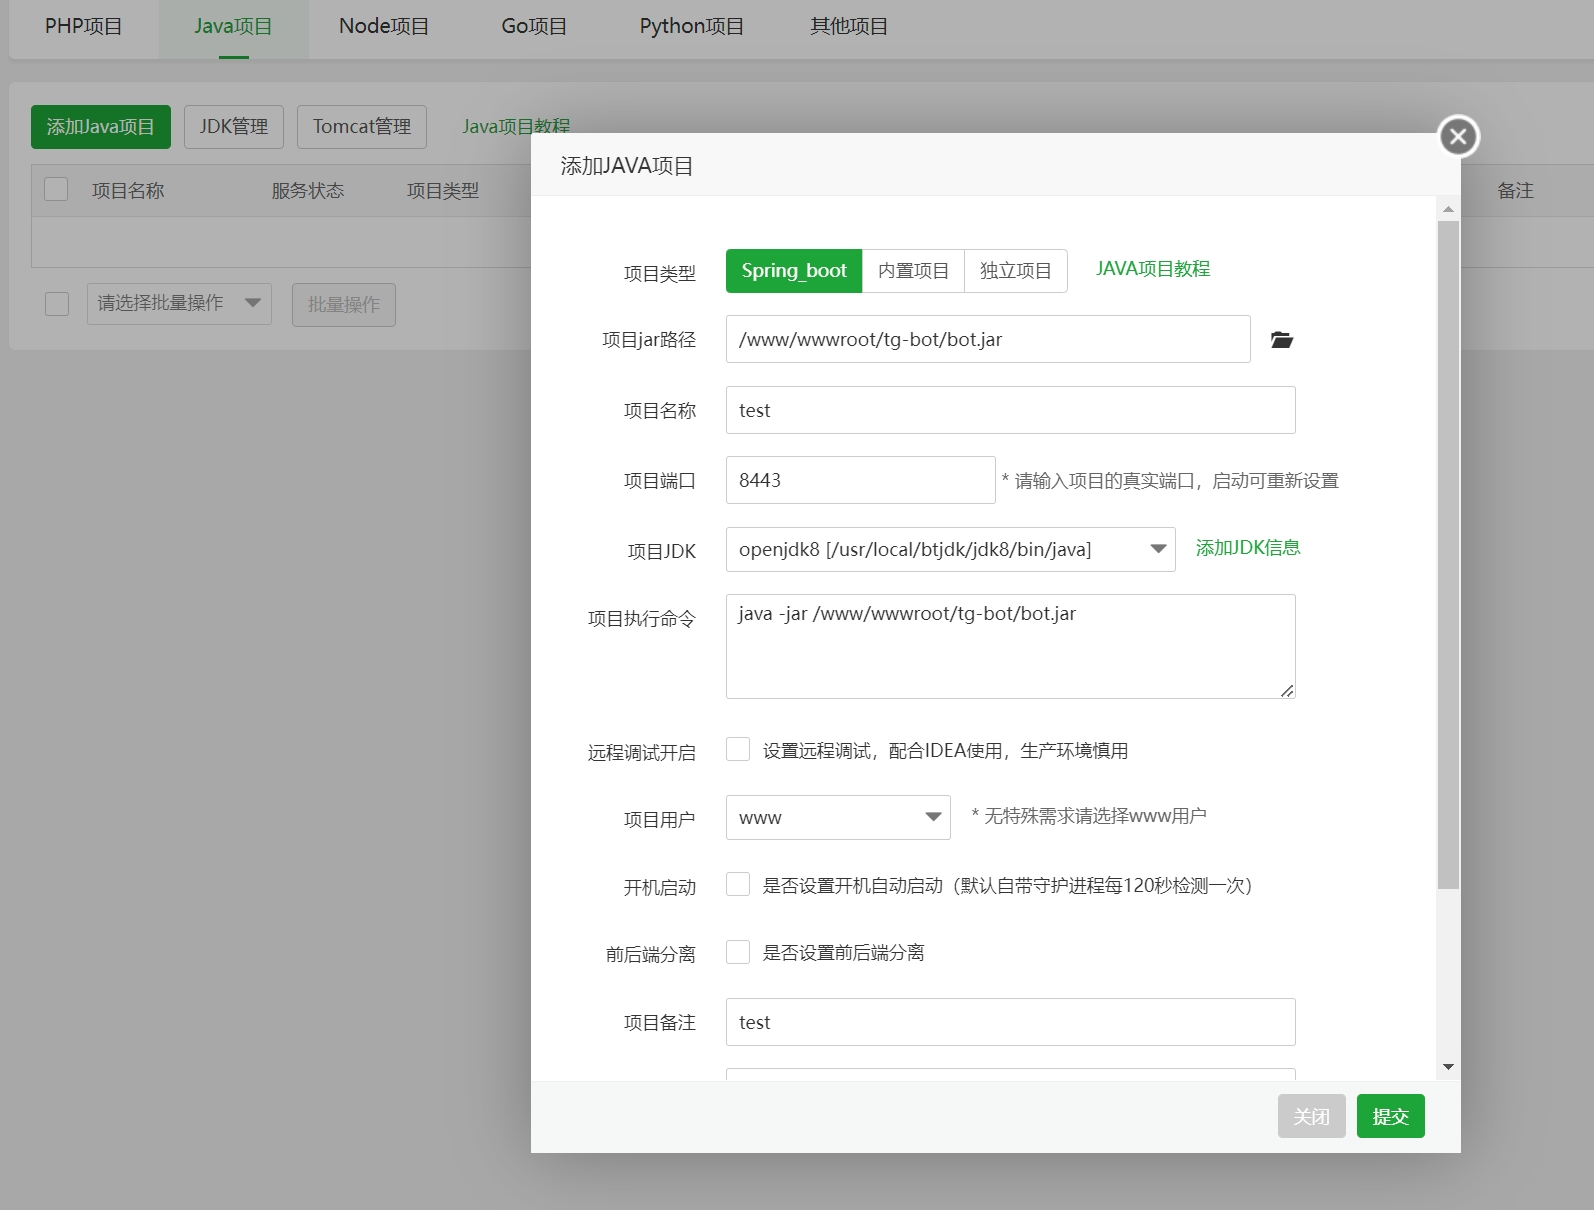 PHP项目 Java项目 Node项目 Go项目 Python项目 其他项目
添加Java项目 JDK管理 Tomcat管理 Java项目教程
项目名称 服务状态 项目类型 备注
请选择批量操作 批量操作
添加JAVA项目
项目类型 Spring_boot 内置项目 独立项目 JAVA项目教程
项目jar路径 /www/wwwroot/tg-bot/bot.jar
项目名称 test
项目端口 8443 * 请输入项目的真实端口，启动可重新设置
项目JDK openjdk8 [/usr/local/btjdk/jdk8/bin/java] 添加JDK信息
项目执行命令 java -jar /www/wwwroot/tg-bot/bot.jar
远程调试开启 设置远程调试，配合IDEA使用，生产环境慎用
项目用户 www * 无特殊需求请选择www用户
开机启动 是否设置开机自动启动（默认自带守护进程每120秒检测一次）
前后端分离 是否设置前后端分离
项目备注 test
关闭 提交